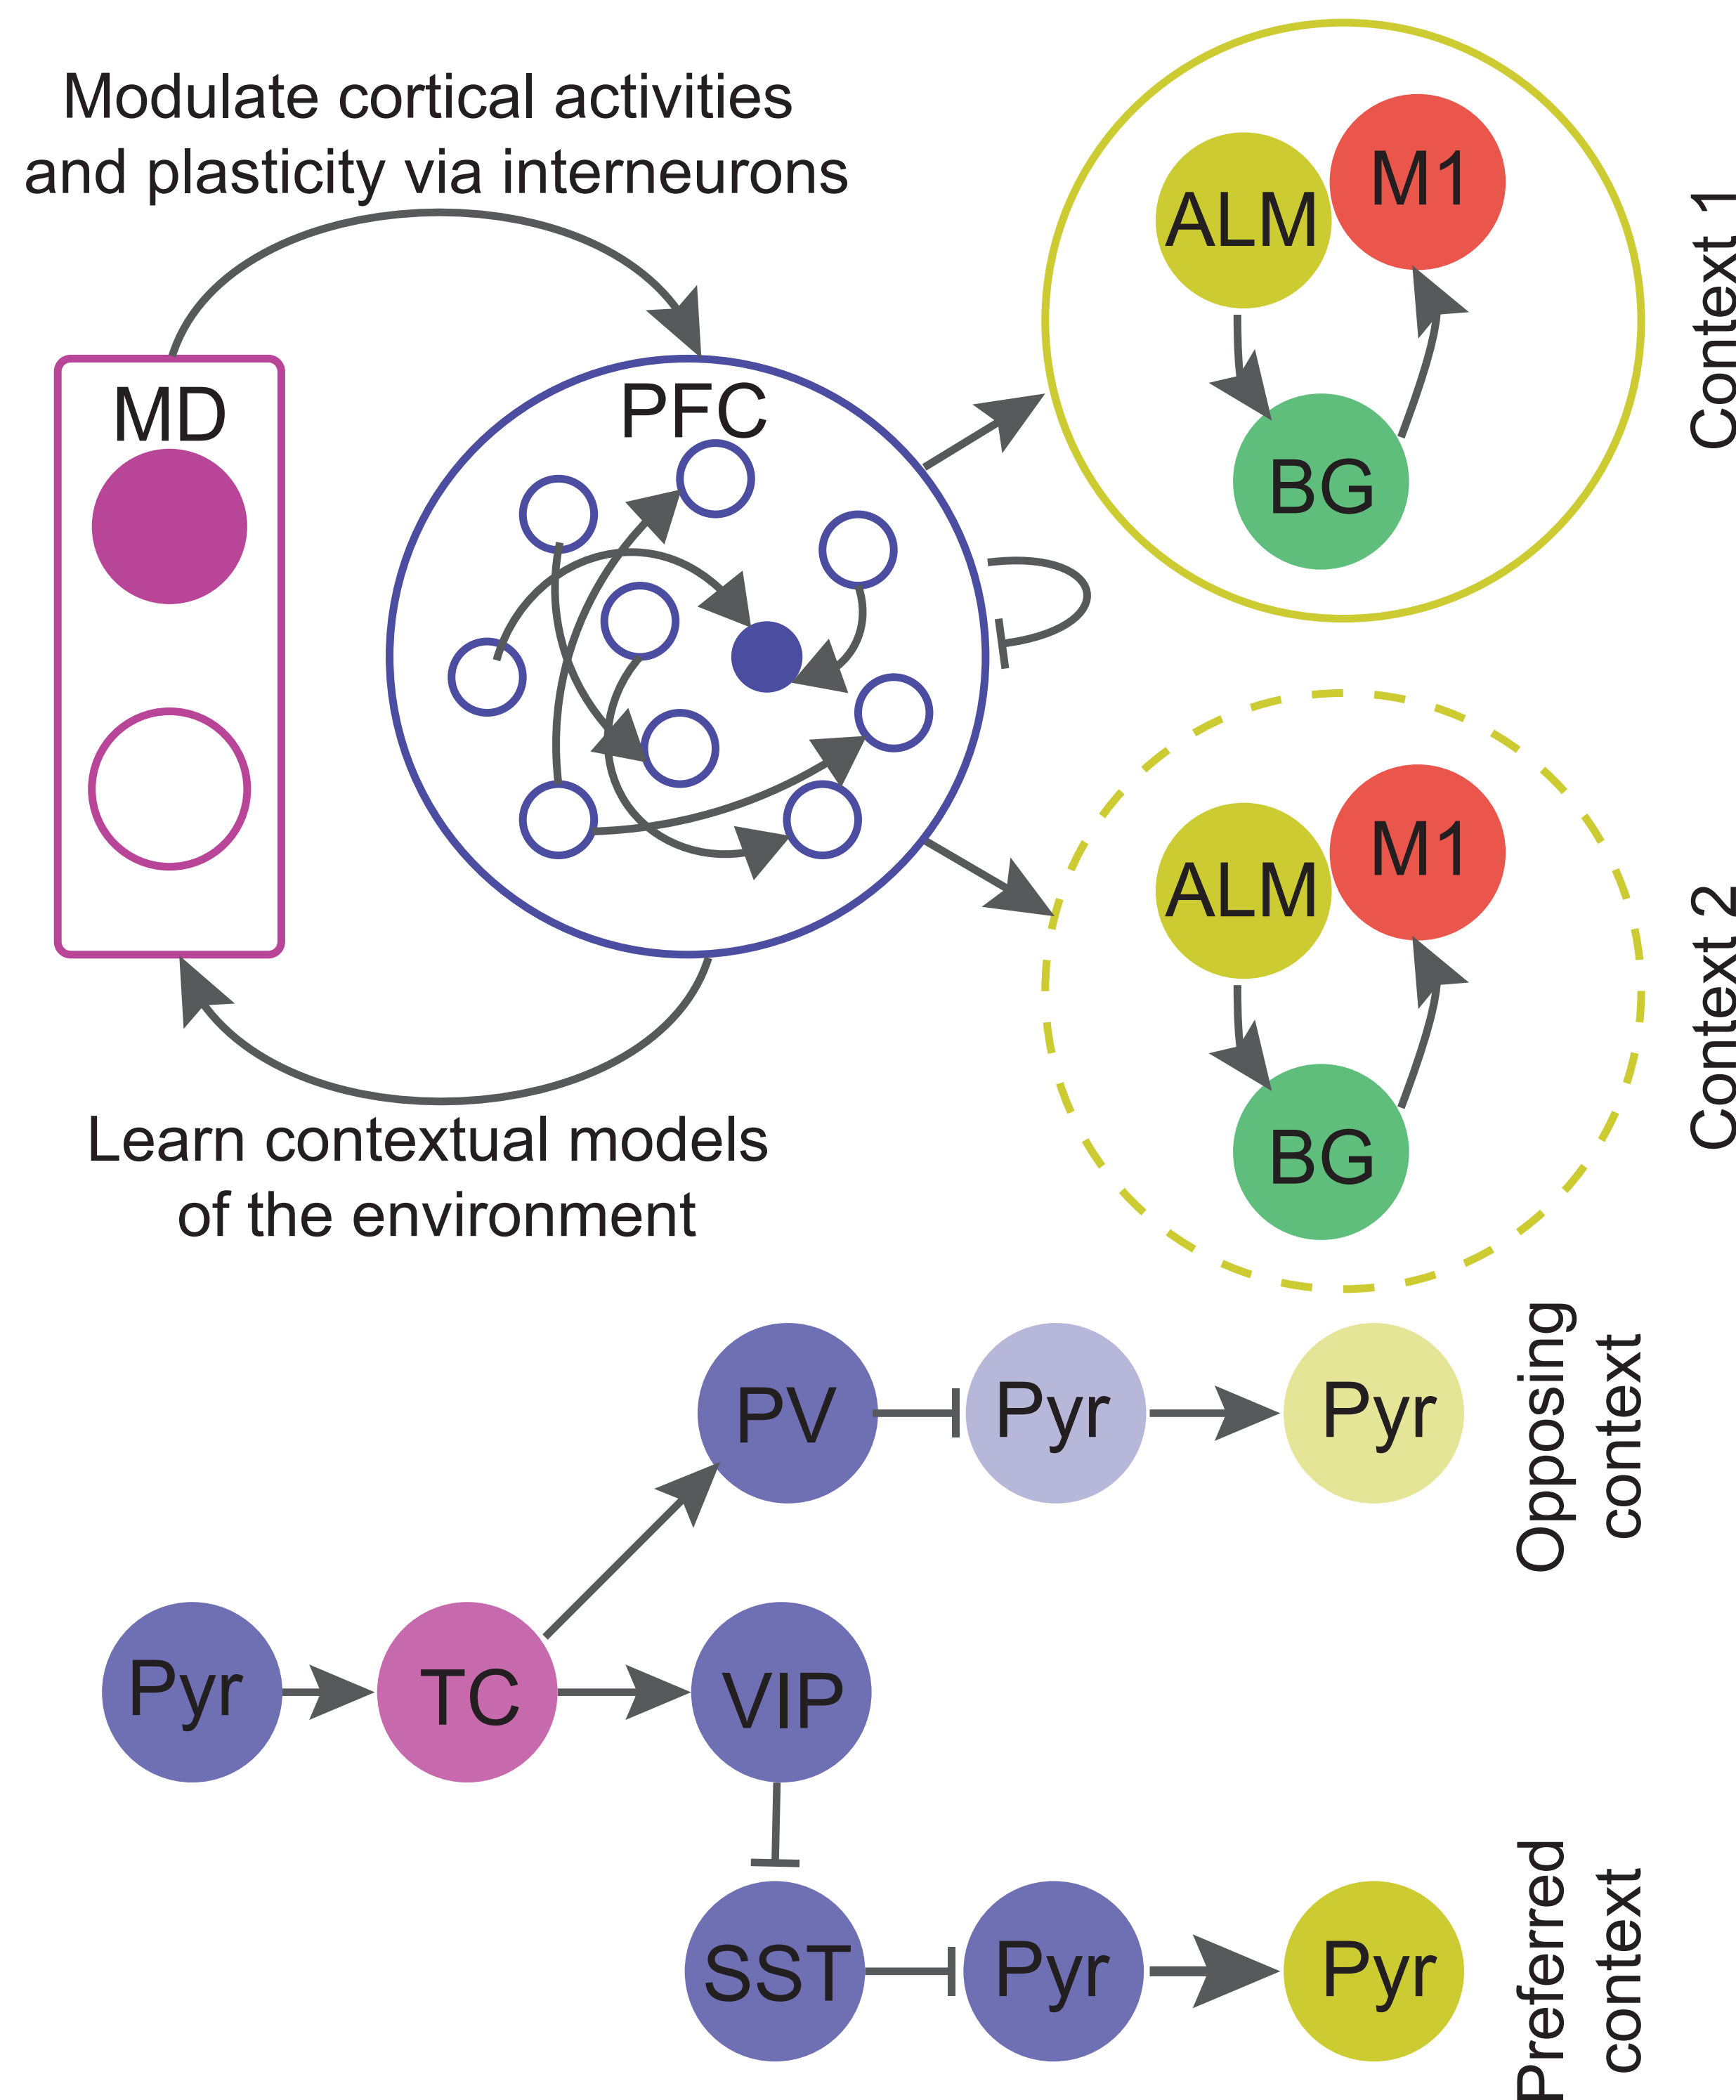 Modulate cortical activities
and plasticity via interneurons
MD
PFC
ALM
M1
BG
Context 1
ALM
M1
BG
Context 2
Learn contextual models
of the environment
PV
Pyr
Pyr
Opposing
context
Pyr
TC
VIP
SST
Pyr
Pyr
Preferred
context